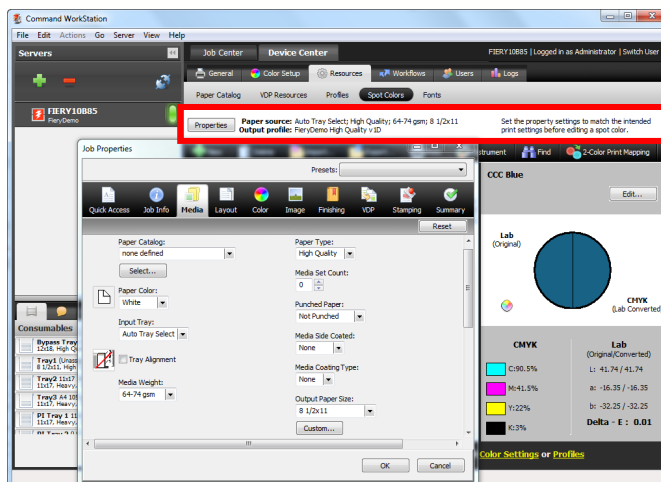 Command WorkStation
File Edit Actions Go Server View Help
Servers
Job Center Device Center
FIERY10B85 | Logged in as Administrator | Switch User
General Color Setup Resources Workflows Users Logs
Paper Catalog VDP Resources Profiles Spot Colors Fonts
FIERY10B85
FieryDemo
Properties
Paper source: Auto Tray Select; High Quality; 64-74 gsm; 8 1/2x11
Output profile: FieryDemo High Quality v1D
Set the property settings to match the intended
print settings before editing a spot color.
Job Properties
Find 2-Color Print Mapping
Presets:
Quick Access Job Info Media Layout Color Image Finishing VDP Stamping Summary
Reset
Paper Catalog:
none defined
Select...
Paper Color:
White
Input Tray:
Auto Tray Select
Tray Alignment
Media Weight:
64-74 gsm
Paper Type:
High Quality
Media Set Count:
0
Punched Paper:
Not Punched
Media Side Coated:
None
Media Coating Type:
None
Output Paper Size:
8 1/2x11
Custom...
OK Cancel
CCC Blue
Edit...
Lab
(Original)
CMYK
(Lab Converted
CMYK
C:90.5%
M:41.5%
Y:22%
K:3%
Lab
(Original/Converted)
L: 41.74 / 41.74
a: -16.35 / -16.35
b: -32.25 / -32.25
Delta - E : 0.01
Color Settings or Profiles
Consumables
Bypass Tray
12x18, High Q
Tray1 (Unass
8 1/2x11, High
Tray2 11x17
11x17, Heavy,
Tray3 A4 105
11x17, Heavy,
PI Tray 1 11
11x17, Heavy,